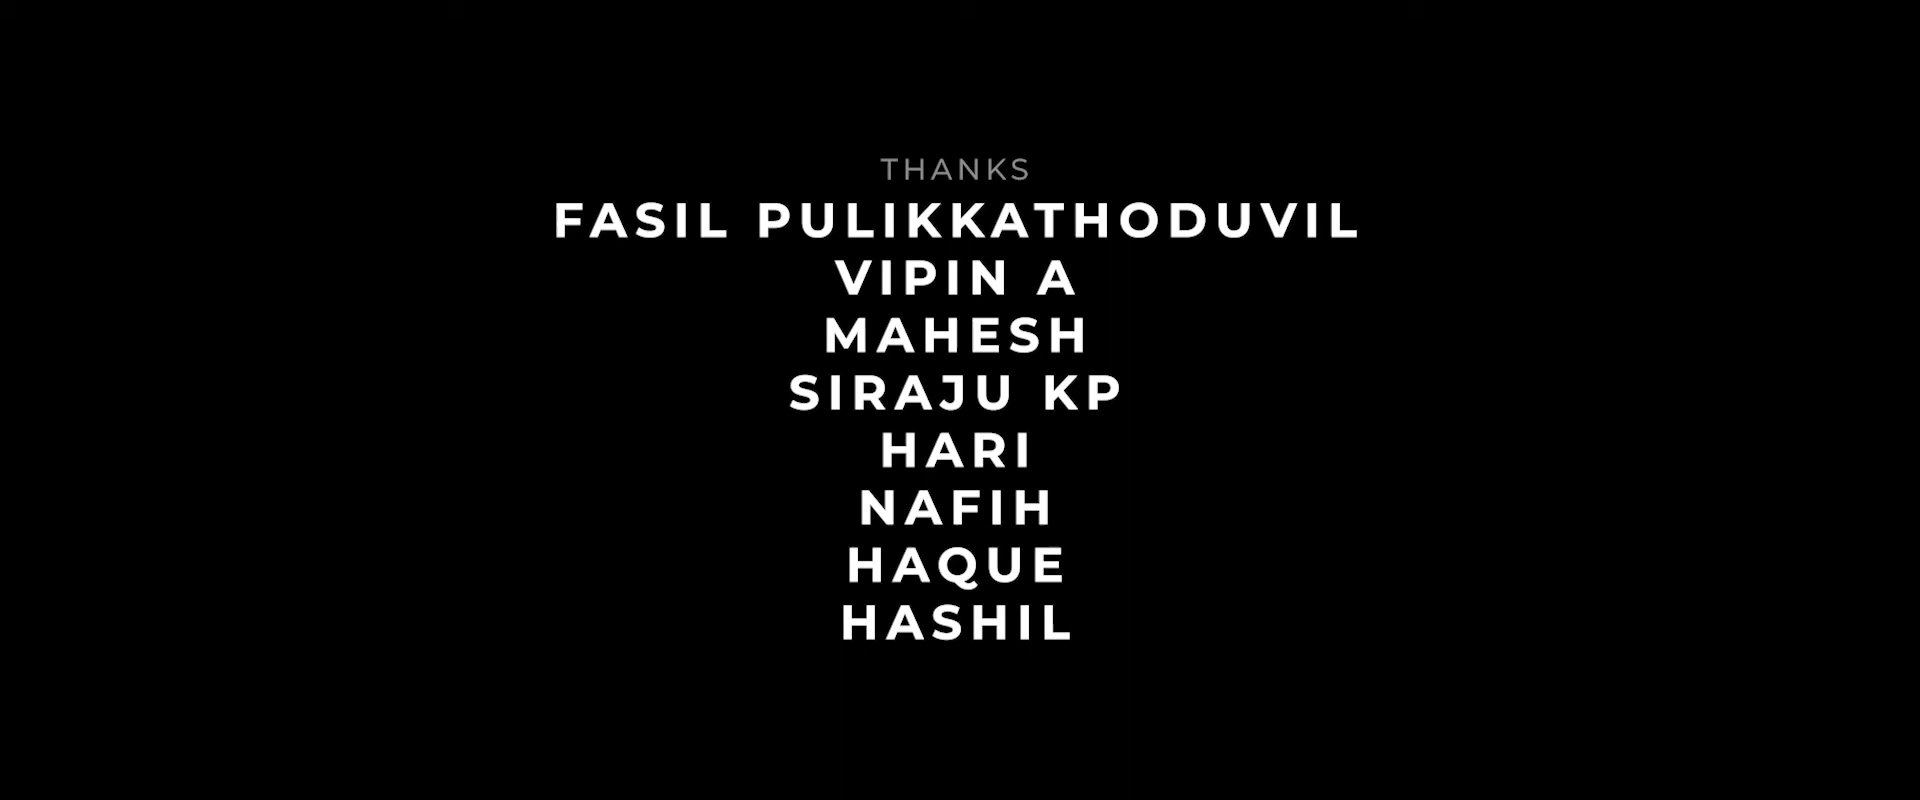 THANKS
FASIL PULIKKATHODUVIL
VIPIN A
MAHESH
SIRAJU KP
HARI
NAFIH
HAQUE
HASHIL